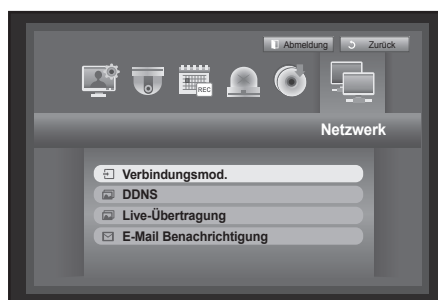 Abmeldung Zurück
REC
Netzwerk
Verbindungsmod.
DDNS
Live-Übertragung
E-Mail Benachrichtigung